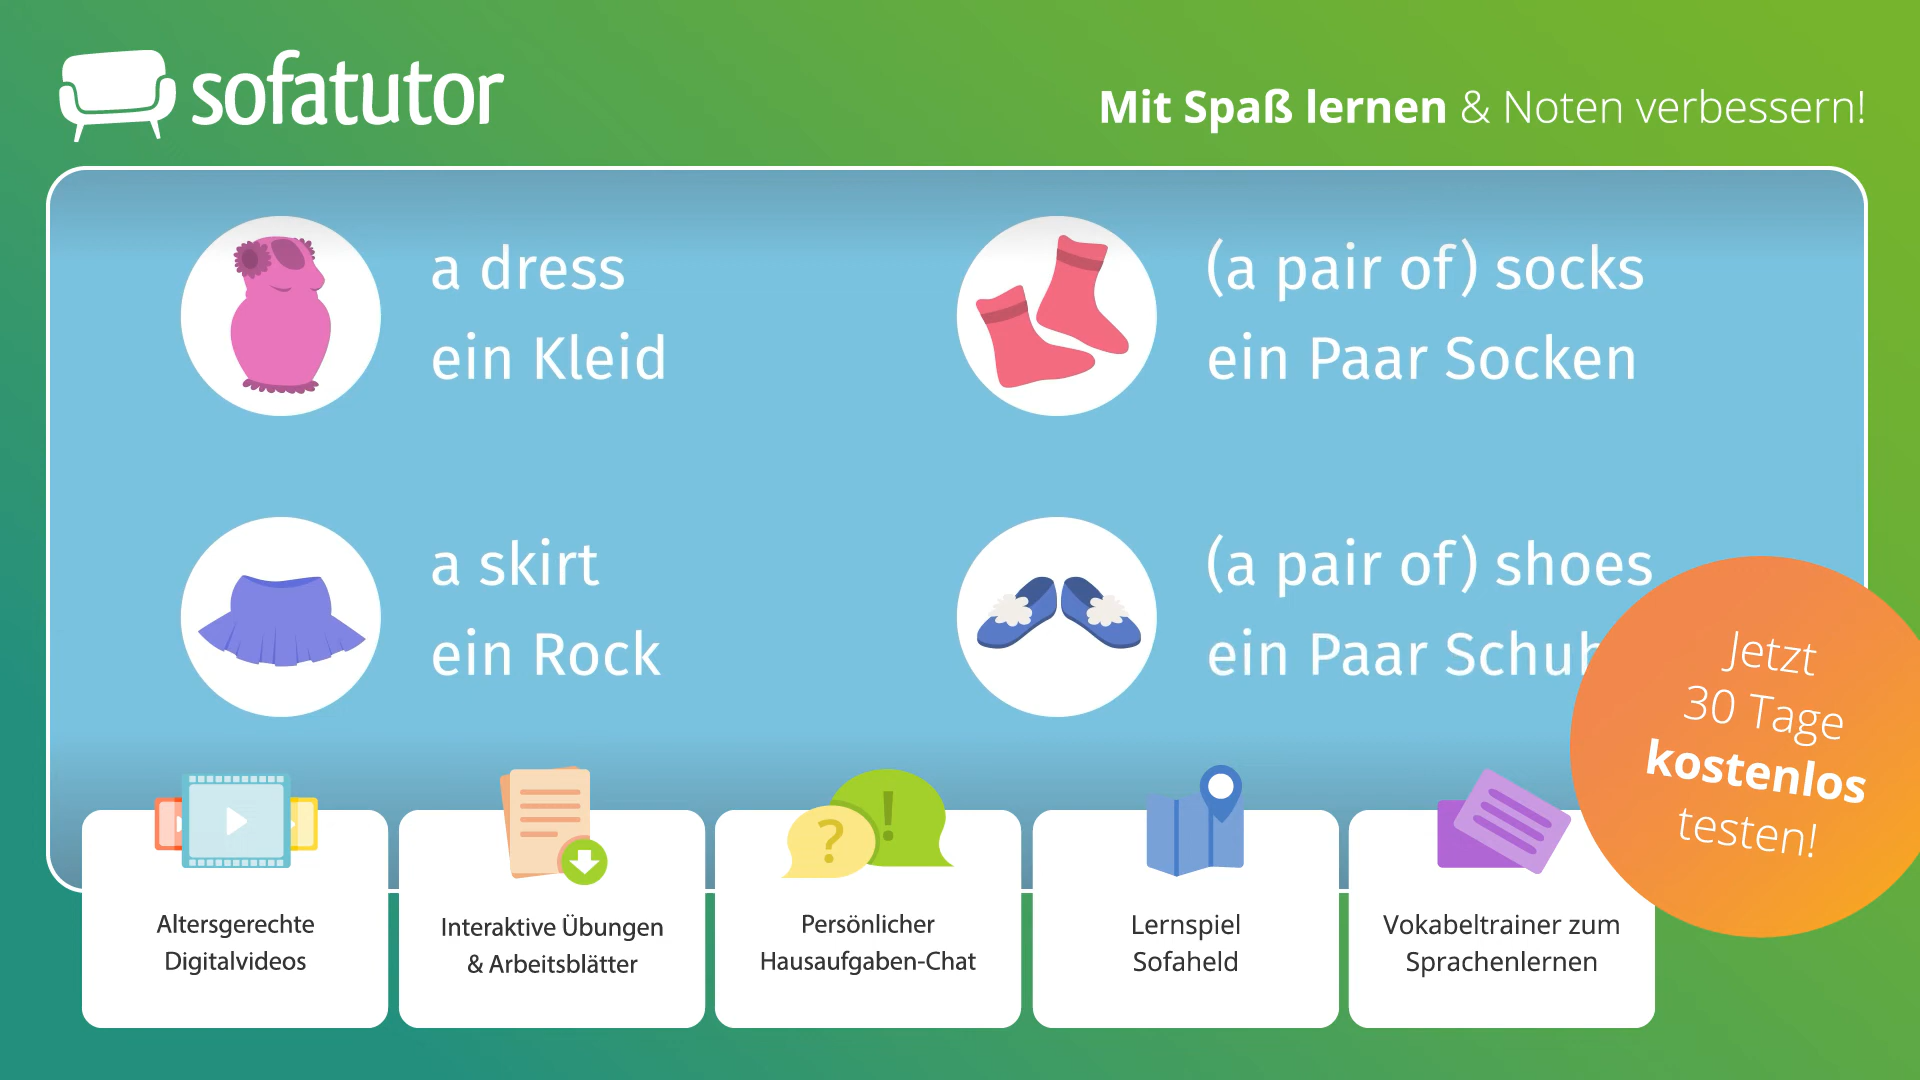 sofatutor
Mit Spaß lernen & Noten verbessern!
a dress
ein Kleid
(a pair of) socks
ein Paar Socken
a skirt
ein Rock
(a pair of) shoes
ein Paar
Jetzt
30 Tage
kostenlos
testen!
Altersgerechte
Digitalvideos
Interaktive Übungen
& Arbeitsblätter
Persönlicher
Hausaufgaben-Chat
Lernspiel
Sofaheld
Vokabeltrainer zum
Sprachenlernen